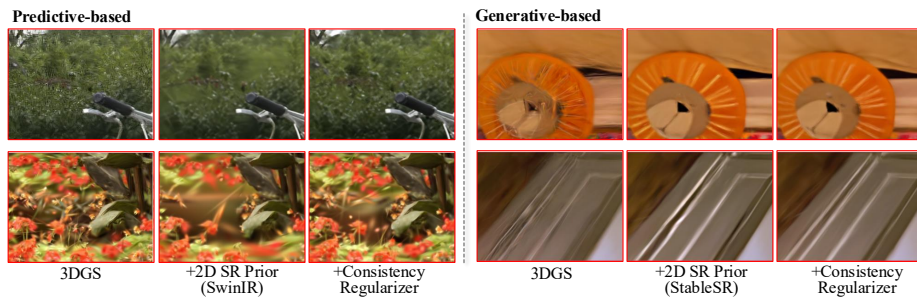 Predictive-based
Generative-based
3DGS
+2D SR Prior
(SwinIR)
+Consistency
Regularizer
3DGS
+2D SR Prior
(StableSR)
+Consistency
Regularizer